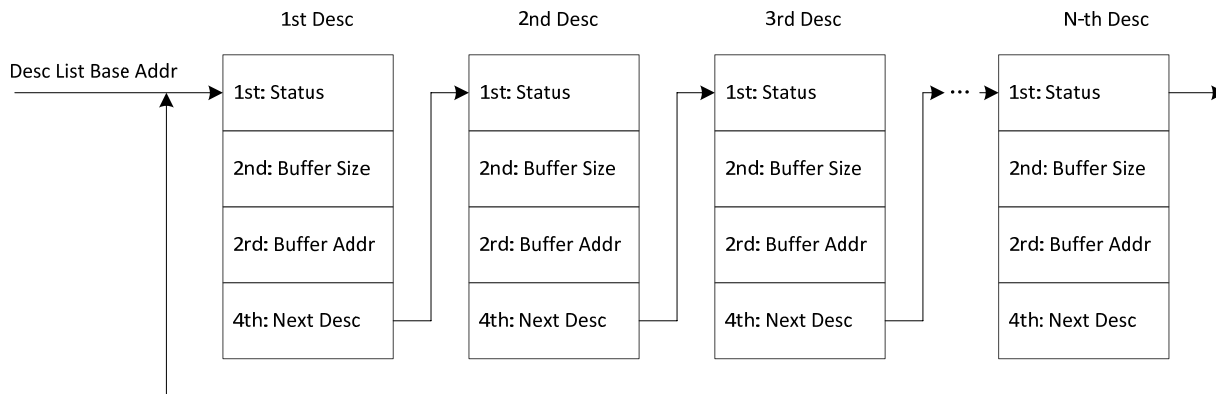 1st Desc
2nd Desc
3rd Desc
N-th Desc
Desc List Base Addr
1st: Status
1st: Status
1st: Status
...
1st: Status
2nd: Buffer Size
2nd: Buffer Size
2nd: Buffer Size
2nd: Buffer Size
2rd: Buffer Addr
2rd: Buffer Addr
2rd: Buffer Addr
2rd: Buffer Addr
4th: Next Desc
4th: Next Desc
4th: Next Desc
4th: Next Desc